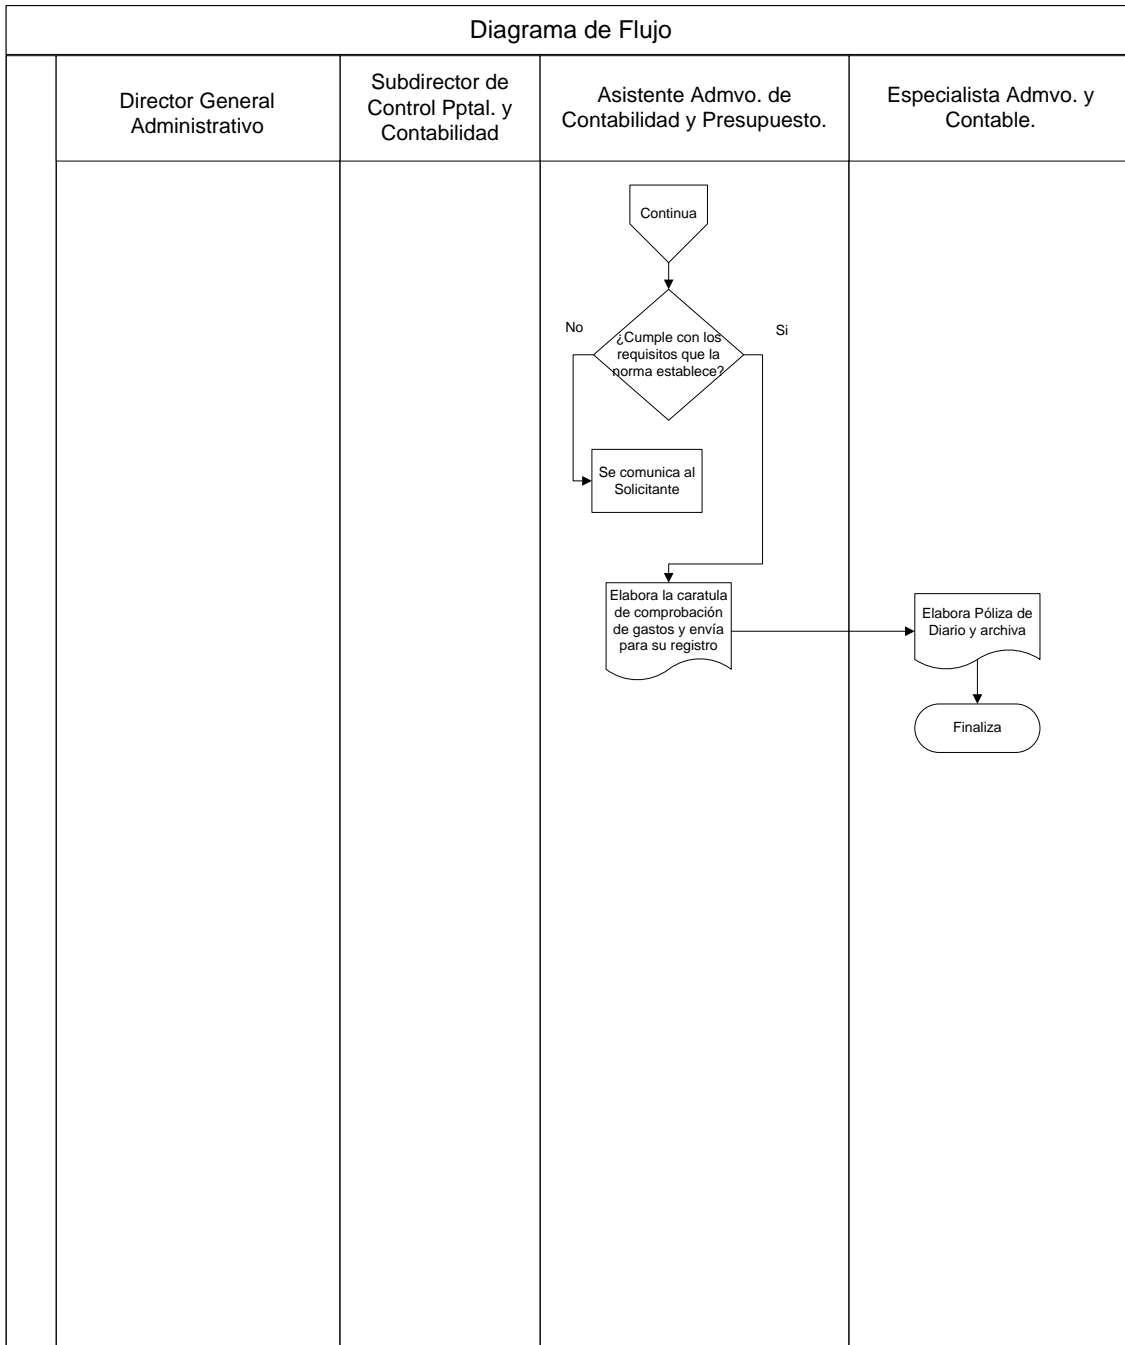 Diagrama de Flujo
Director General
Administrativo
Subdirector de
Control Pptal. y
Contabilidad
Asistente Admvo. de
Contabilidad y Presupuesto.
Especialista Admvo. y
Contable.
Continua
No
Si
¿Cumple con los
requisitos que la
norma establece?
Se comunica al
Solicitante
Elabora la caratula
de comprobación
de gastos y envía
para su registro
Elabora Póliza de
Diario y archiva
Finaliza